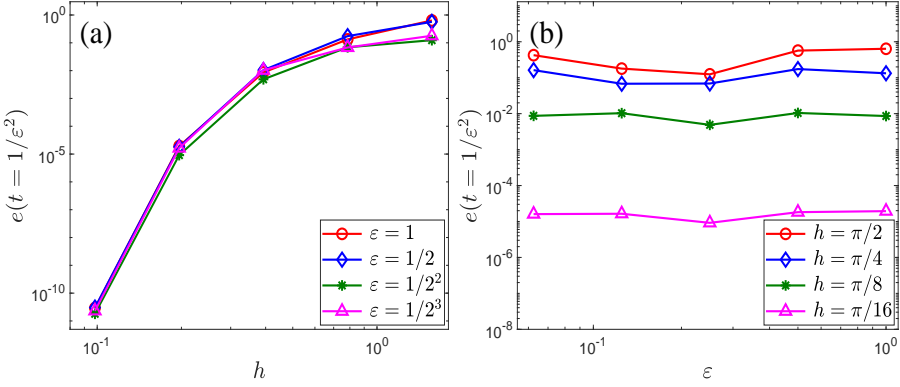 (a)
10^0
10^-5
10^-10
e(t = 1/ε^2)
10^-1
10^0
h
ε = 1
ε = 1/2
ε = 1/2^2
ε = 1/2^3
(b)
10^0
10^-2
10^-4
10^-6
10^-8
e(t = 1/ε^2)
10^-1
10^0
ε
h = π/2
h = π/4
h = π/8
h = π/16